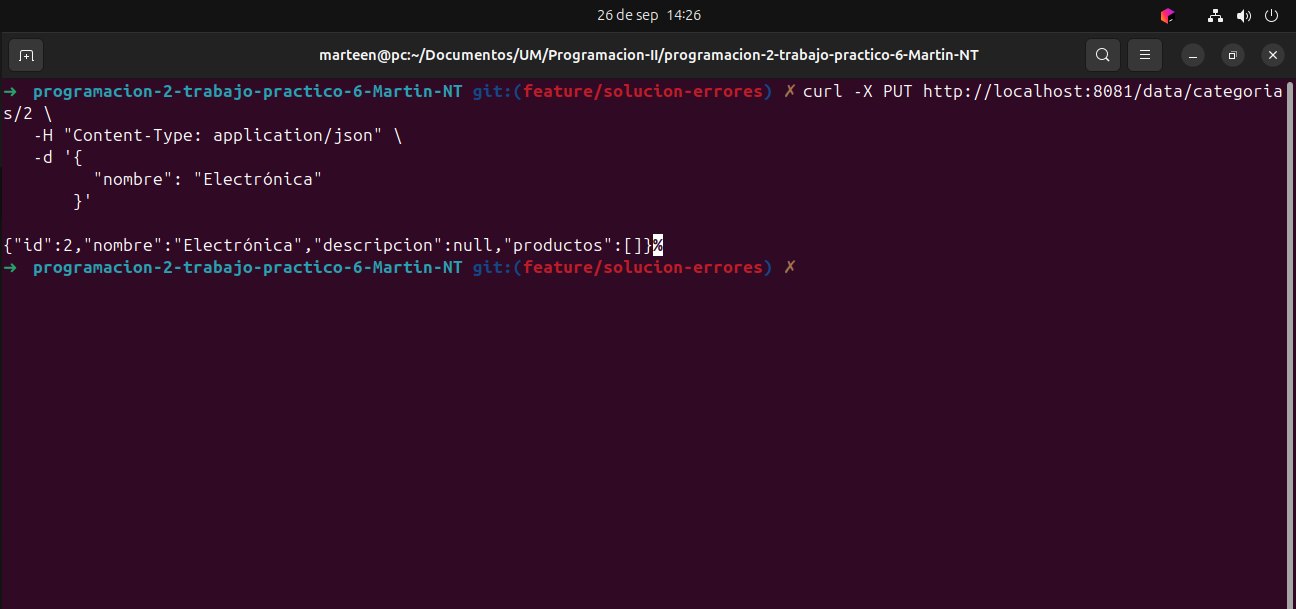 26 de sep 14:26
marteen@pc:~/Documentos/UM/Programacion-II/programacion-2-trabajo-practico-6-Martin-NT
➜ programacion-2-trabajo-practico-6-Martin-NT git:(feature/solucion-errores) ✗ curl -X PUT http://localhost:8081/data/categoria
s/2 \
-H "Content-Type: application/json" \
-d '{
"nombre": "Electrónica"
}'
{"id":2,"nombre":"Electrónica","descripcion":null,"productos":[]}%
➜ programacion-2-trabajo-practico-6-Martin-NT git:(feature/solucion-errores) ✗